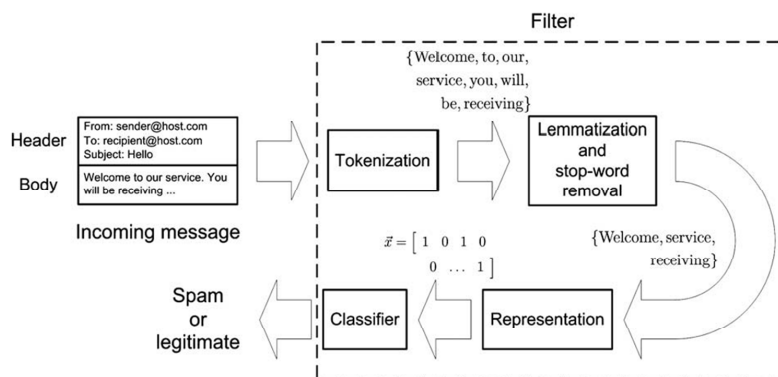 Filter
{Welcome, to, our,
service, you, will,
be, receiving}
Header
From: sender@host.com
To: recipient@host.com
Subject: Hello
Body
Welcome to our service. You
will be receiving ...
Incoming message
Tokenization
Lemmatization
and
stop-word
removal
{Welcome, service,
receiving}
Representation
x⃗ = [ 1 0 1 0
0 … 1 ]
Classifier
Spam
or
legitimate